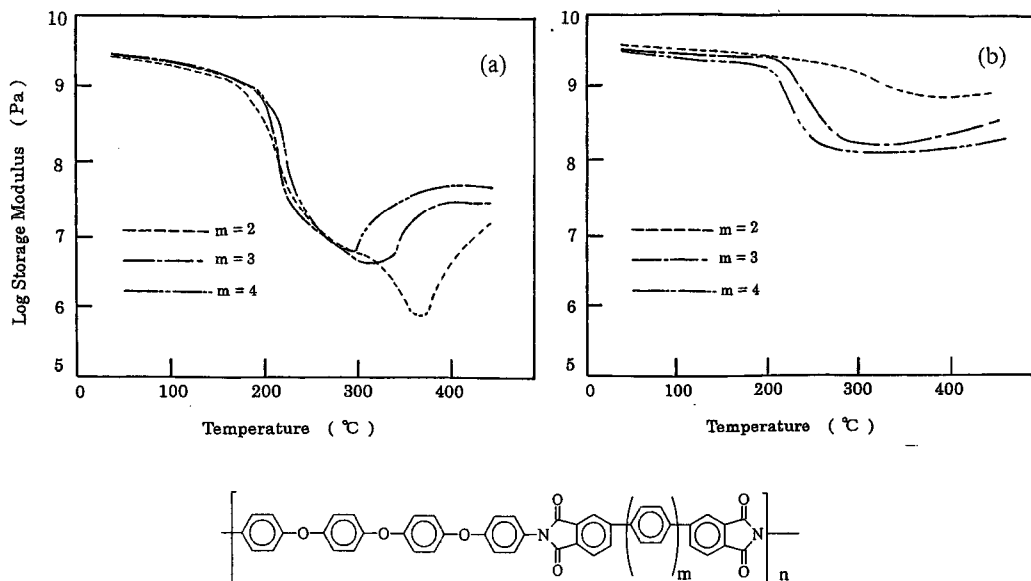 Log Storage Modulus ( Pa )
10
9
8
7
6
5
(a)
m = 2
m = 3
m = 4
0 100 200 300 400
Temperature ( ℃ )
10
9
8
7
6
5
(b)
m = 2
m = 3
m = 4
0 100 200 300 400
Temperature ( ℃ )
O O O N O O m O O N n